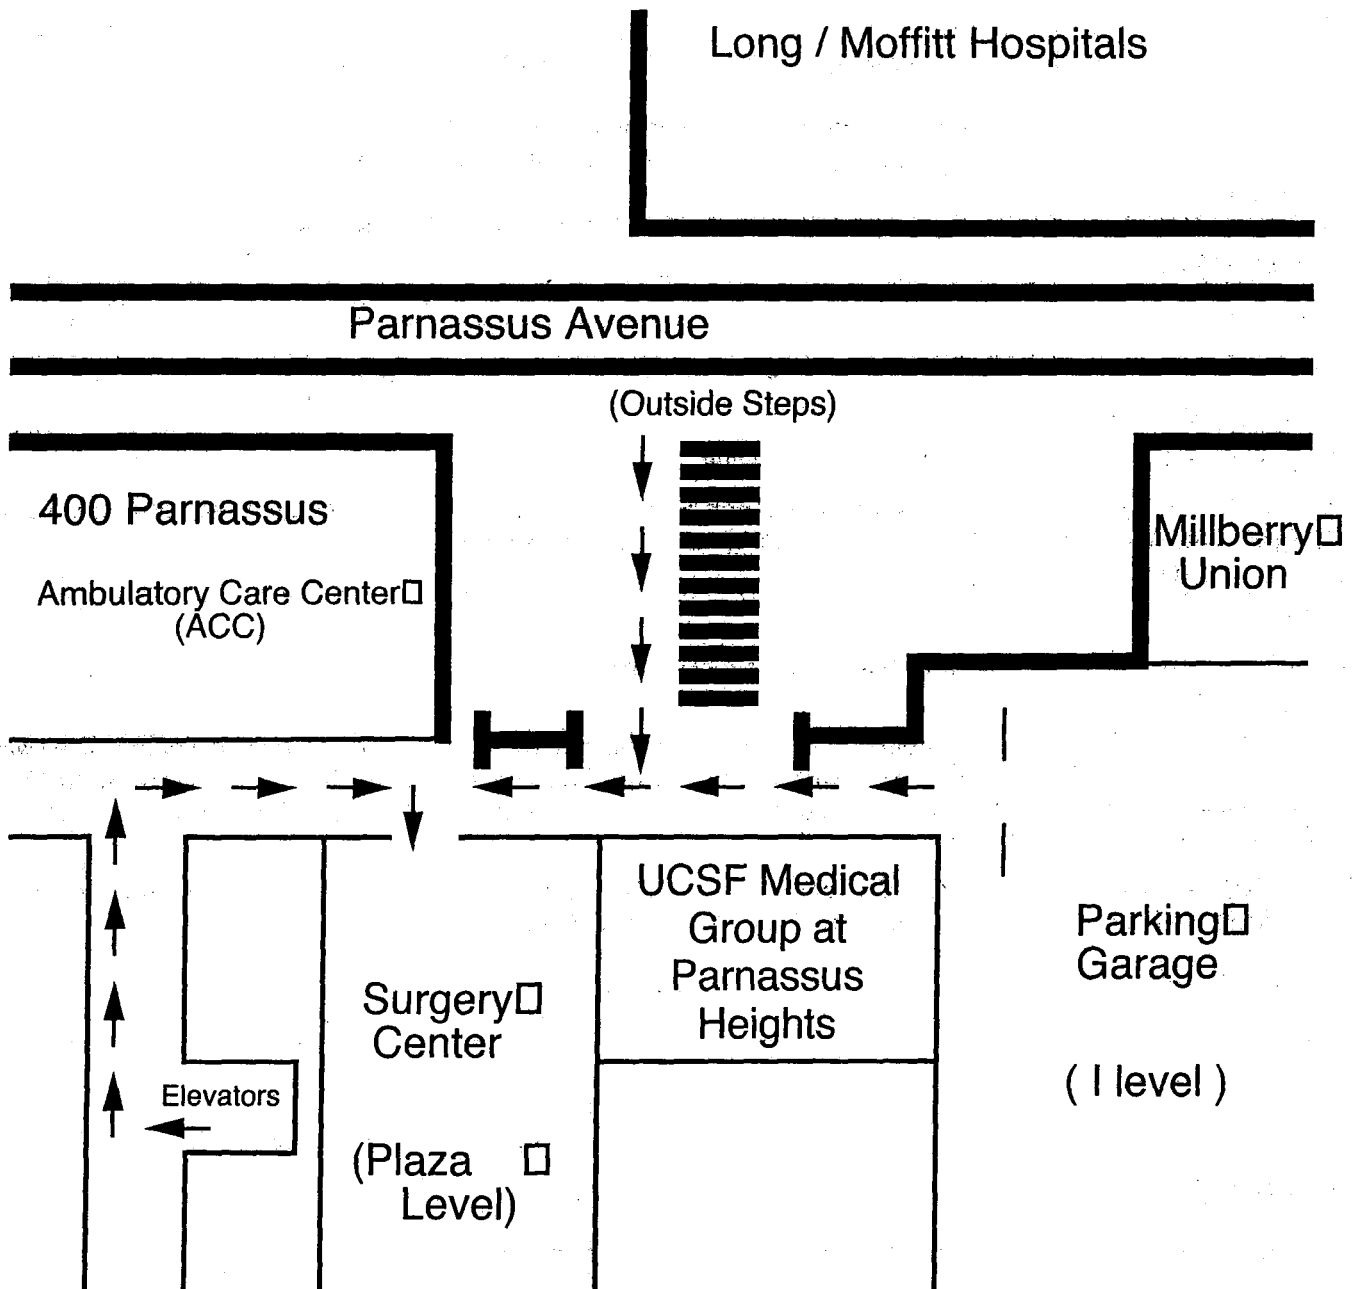 Long / Moffitt Hospitals
Parnassus Avenue
(Outside Steps)
400 Parnassus
Ambulatory Care Center
(ACC)
Millberry
Union
UCSF Medical
Group at
Parnassus
Heights
Parking
Garage
( I level )
Surgery
Center
Elevators
(Plaza
Level)